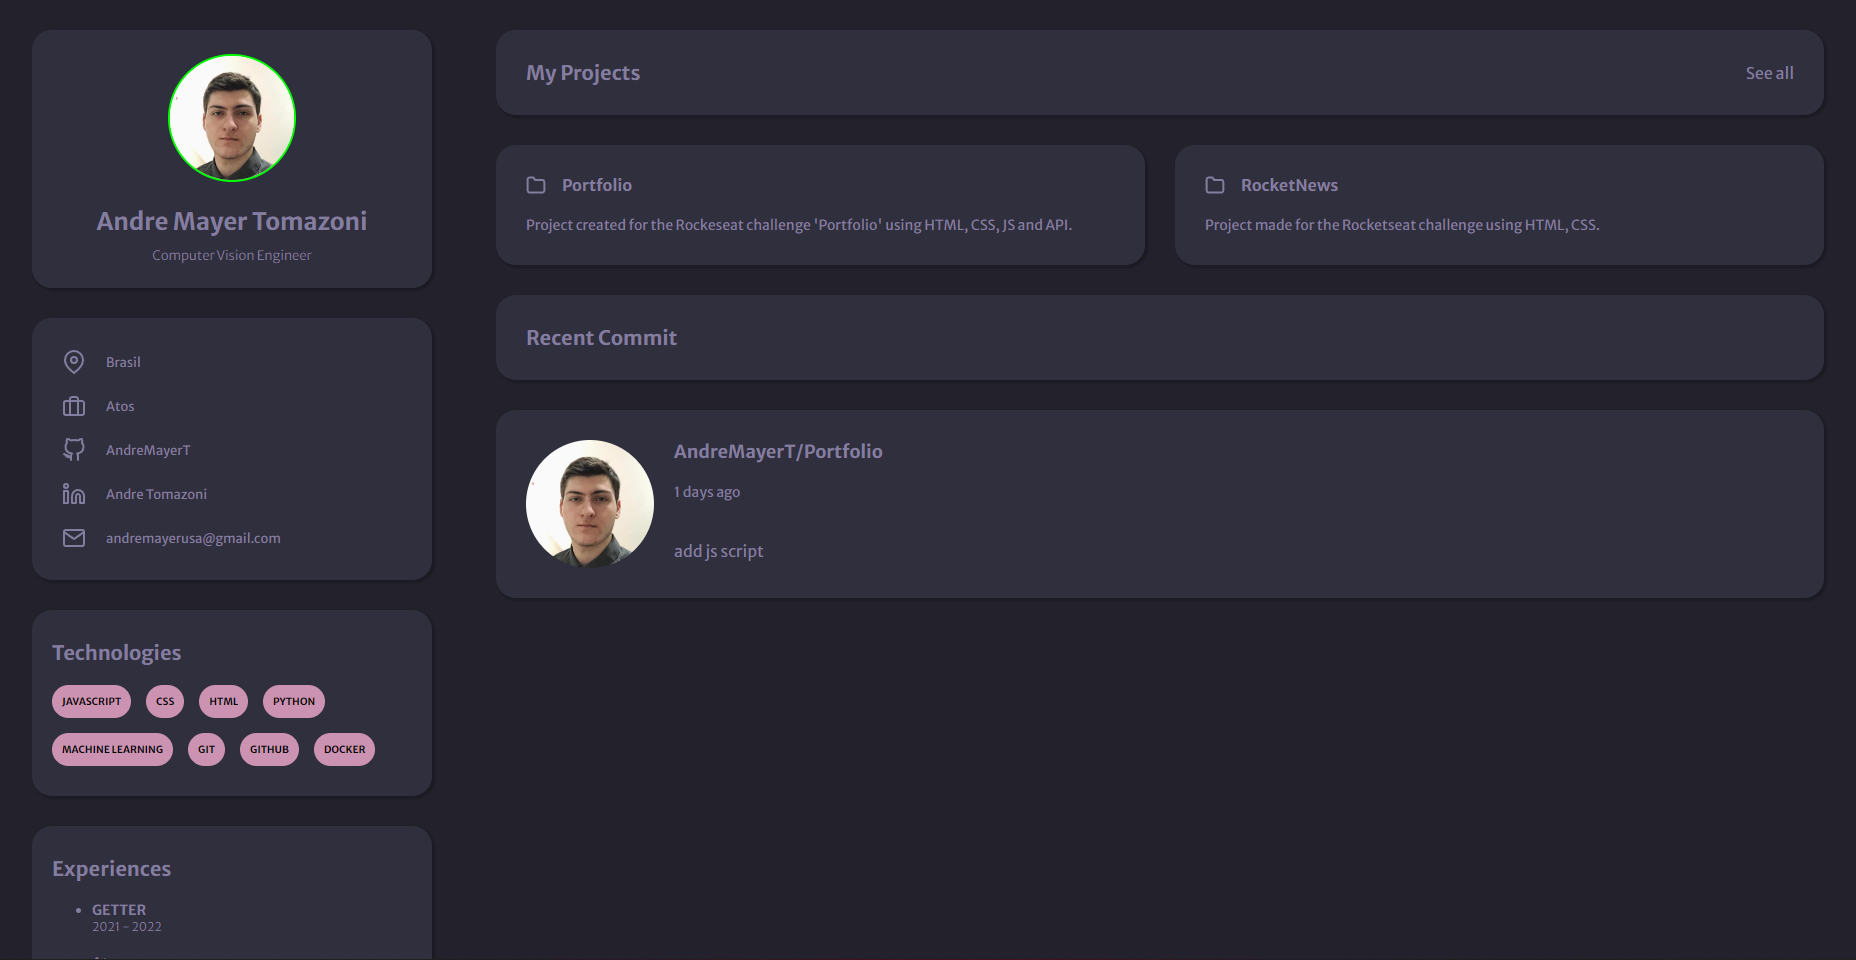 Andre Mayer Tomazoni
Computer Vision Engineer
Brasil
Atos
AndreMayerT
Andre Tomazoni
andremayerusa@gmail.com
Technologies
JAVASCRIPT CSS HTML PYTHON
MACHINE LEARNING GIT GITHUB DOCKER
Experiences
• GETTER
2021 - 2022
My Projects
See all
Portfolio
Project created for the Rockeseat challenge 'Portfolio' using HTML, CSS, JS and API.
RocketNews
Project made for the Rocketseat challenge using HTML, CSS.
Recent Commit
AndreMayerT/Portfolio
1 days ago
add js script